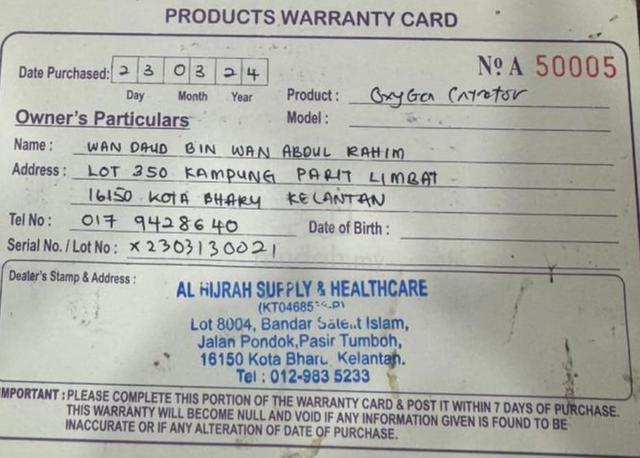 PRODUCTS WARRANTY CARD
Date Purchased: 2 3 0 3 2 4
Day Month Year
Nº A 50005
Product : Oxygen
Model :
Owner's Particulars
Name : WAN DAUD BIN WAN ABDUL RAHIM
Address : LOT 350 KAMPUNG PARIT LIMBAT
16150 KOTA BHARU KELANTAN
Tel No : 017 9428640 Date of Birth :
Serial No. / Lot No : X2303130021
Dealer's Stamp & Address :
AL HIJRAH SUPPLY & HEALTHCARE
Lot 8004, Bandar Islam,
Jalan Pondok,Pasir Tumboh,
16150 Kota Bharu Kelantan.
Tel : 012-983 5233
IMPORTANT : PLEASE COMPLETE THIS PORTION OF THE WARRANTY CARD & POST IT WITHIN 7 DAYS OF PURCHASE.
THIS WARRANTY WILL BECOME NULL AND VOID IF ANY INFORMATION GIVEN IS FOUND TO BE
INACCURATE OR IF ANY ALTERATION OF DATE OF PURCHASE.